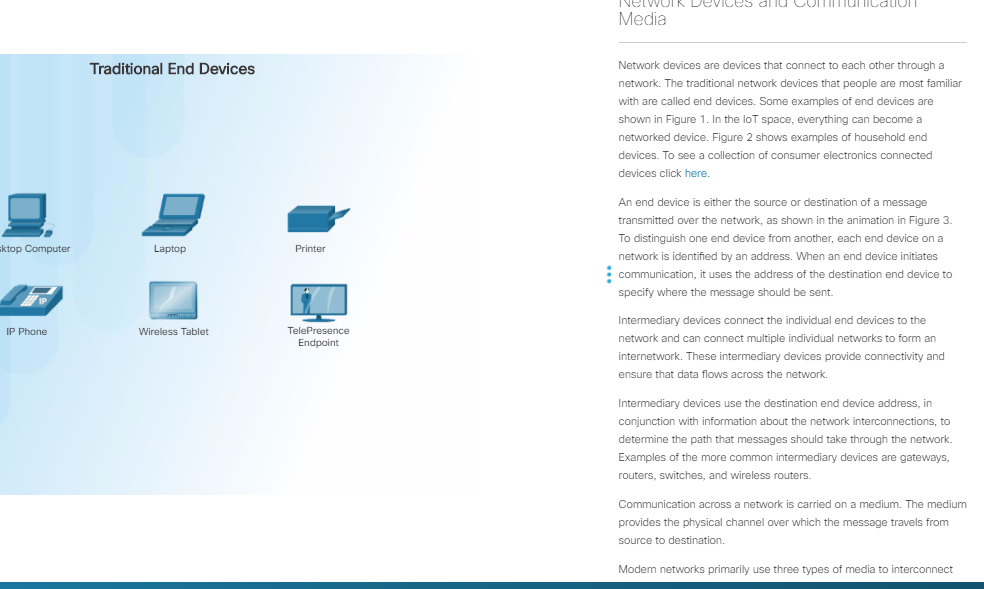 Traditional End Devices
ktop Computer
Laptop
Printer
IP
IP Phone
Wireless Tablet
TelePresence
Endpoint
Network Devices and Communication
Media
Network devices are devices that connect to each other through a
network. The traditional network devices that people are most familiar
with are called end devices. Some examples of end devices are
shown in Figure 1. In the IoT space, everything can become a
networked device. Figure 2 shows examples of household end
devices. To see a collection of consumer electronics connected
devices click here.
An end device is either the source or destination of a message
transmitted over the network, as shown in the animation in Figure 3.
To distinguish one end device from another, each end device on a
network is identified by an address. When an end device initiates
communication, it uses the address of the destination end device to
specify where the message should be sent.
Intermediary devices connect the individual end devices to the
network and can connect multiple individual networks to form an
internetwork. These intermediary devices provide connectivity and
ensure that data flows across the network.
Intermediary devices use the destination end device address, in
conjunction with information about the network interconnections, to
determine the path that messages should take through the network.
Examples of the more common intermediary devices are gateways,
routers, switches, and wireless routers.
Communication across a network is carried on a medium. The medium
provides the physical channel over which the message travels from
source to destination.
Modern networks primarily use three types of media to interconnect